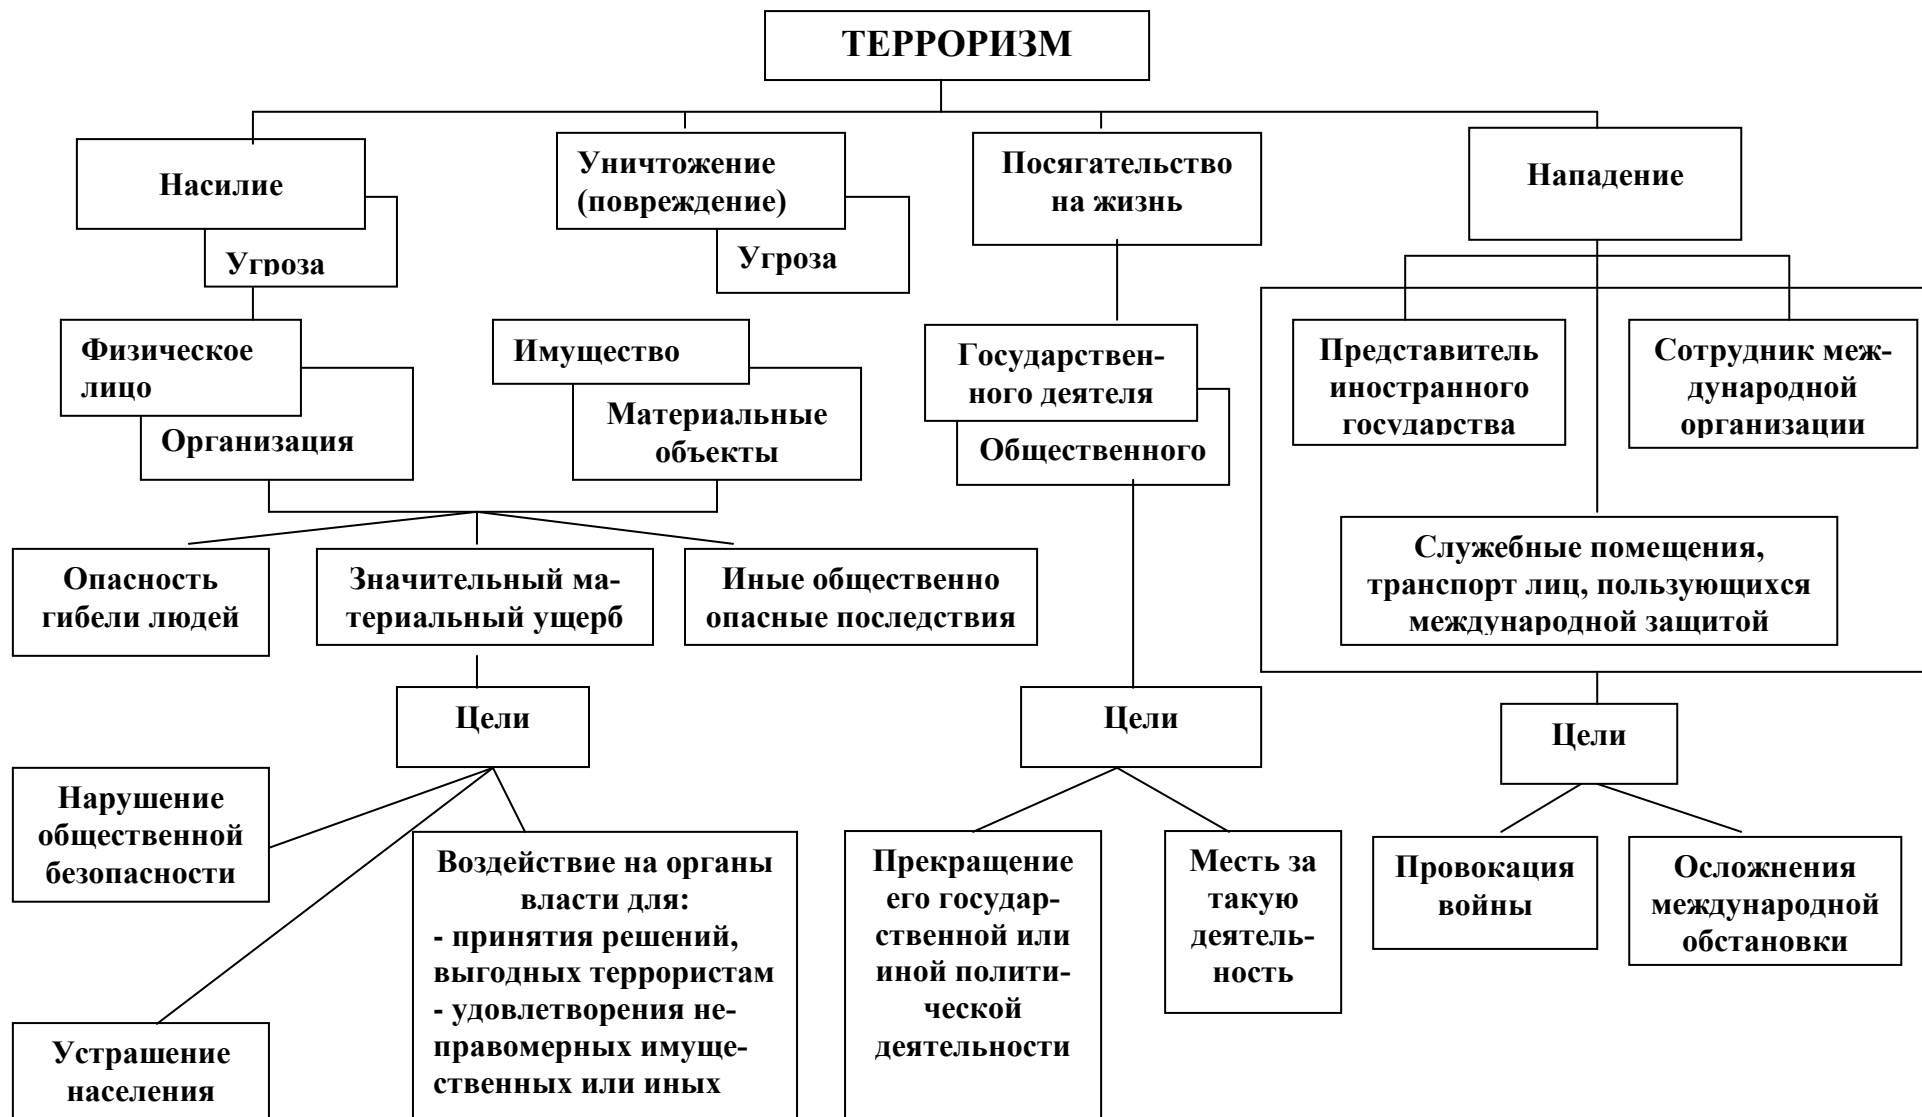 ТЕРРОРИЗМ
Насилие
Угроза
Уничтожение
(повреждение)
Угроза
Посягательство
на жизнь
Нападение
Физическое
лицо
Организация
Имущество
Материальные
объекты
Государствен-
ного деятеля
Общественного
Представитель
иностранного
государства
Сотрудник меж-
дународной
организации
Служебные помещения,
транспорт лиц, пользующихся
международной защитой
Опасность
гибели людей
Значительный ма-
териальный ущерб
Иные общественно
опасные последствия
Цели
Цели
Цели
Нарушение
общественной
безопасности
Устрашение
населения
Воздействие на органы
власти для:
- принятия решений,
выгодных террористам
- удовлетворения не-
правомерных имуще-
ственных или иных
Прекращение
его государ-
ственной или
иной полити-
ческой
деятельности
Месть за
такую
деятель-
ность
Провокация
войны
Осложнения
международной
обстановки